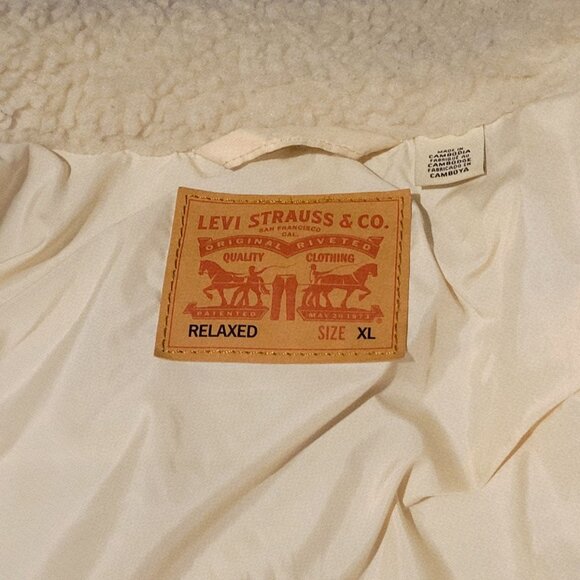 LEVI STRAUSS & CO.
SAN FRANCISCO
CAL.
ORIGINAL RIVETED
QUALITY CLOTHING
PATENTED MAY 20 1873
RELAXED SIZE XL
MADE IN
CAMBODIA
FABRIQUÉ AU
CAMBODGE
FABRICADO EN
CAMBOYA